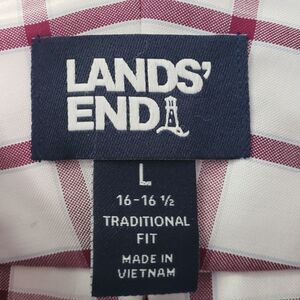 LANDS'
END
L
16-16 ½
TRADITIONAL
FIT
MADE IN
VIETNAM